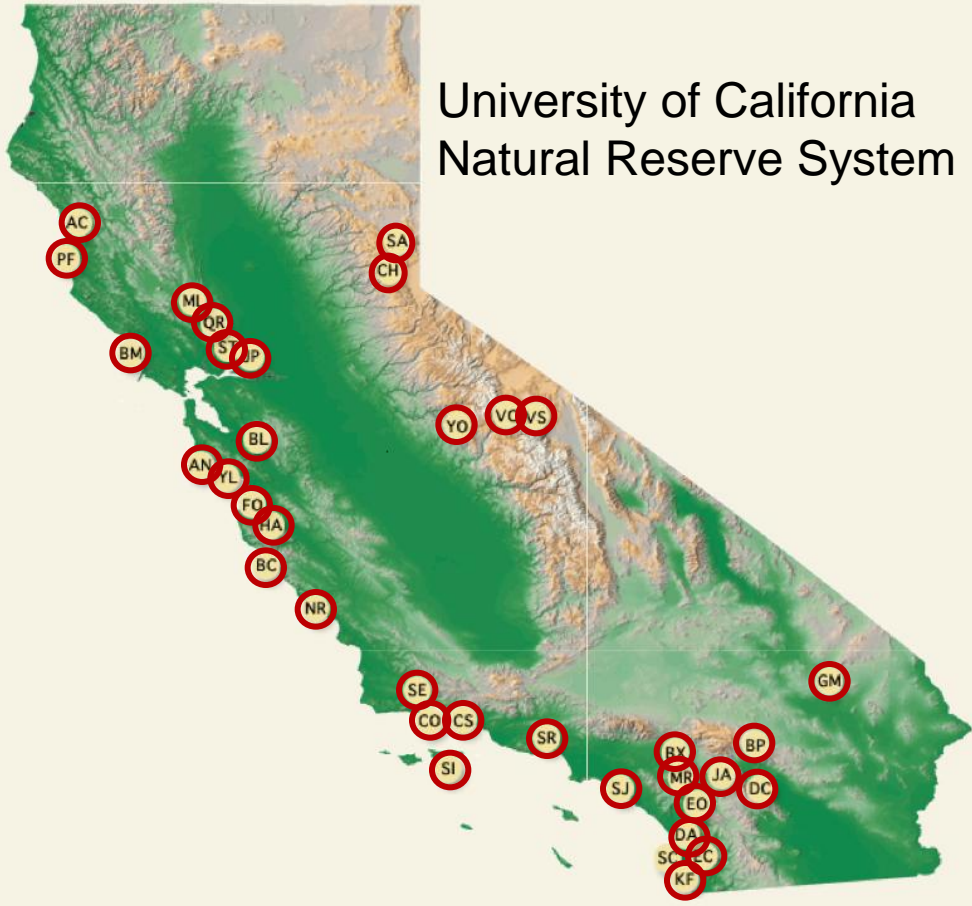 University of California
Natural Reserve System
AC
SA
PF
CH
ML
QR
ST
JP
BM
YO
VC
VS
BL
AN
YL
FO
HA
BC
NR
GM
SE
CO
CS
SR
BX
BP
SI
MR
JA
SJ
DC
EO
DA
SC
EC
KF